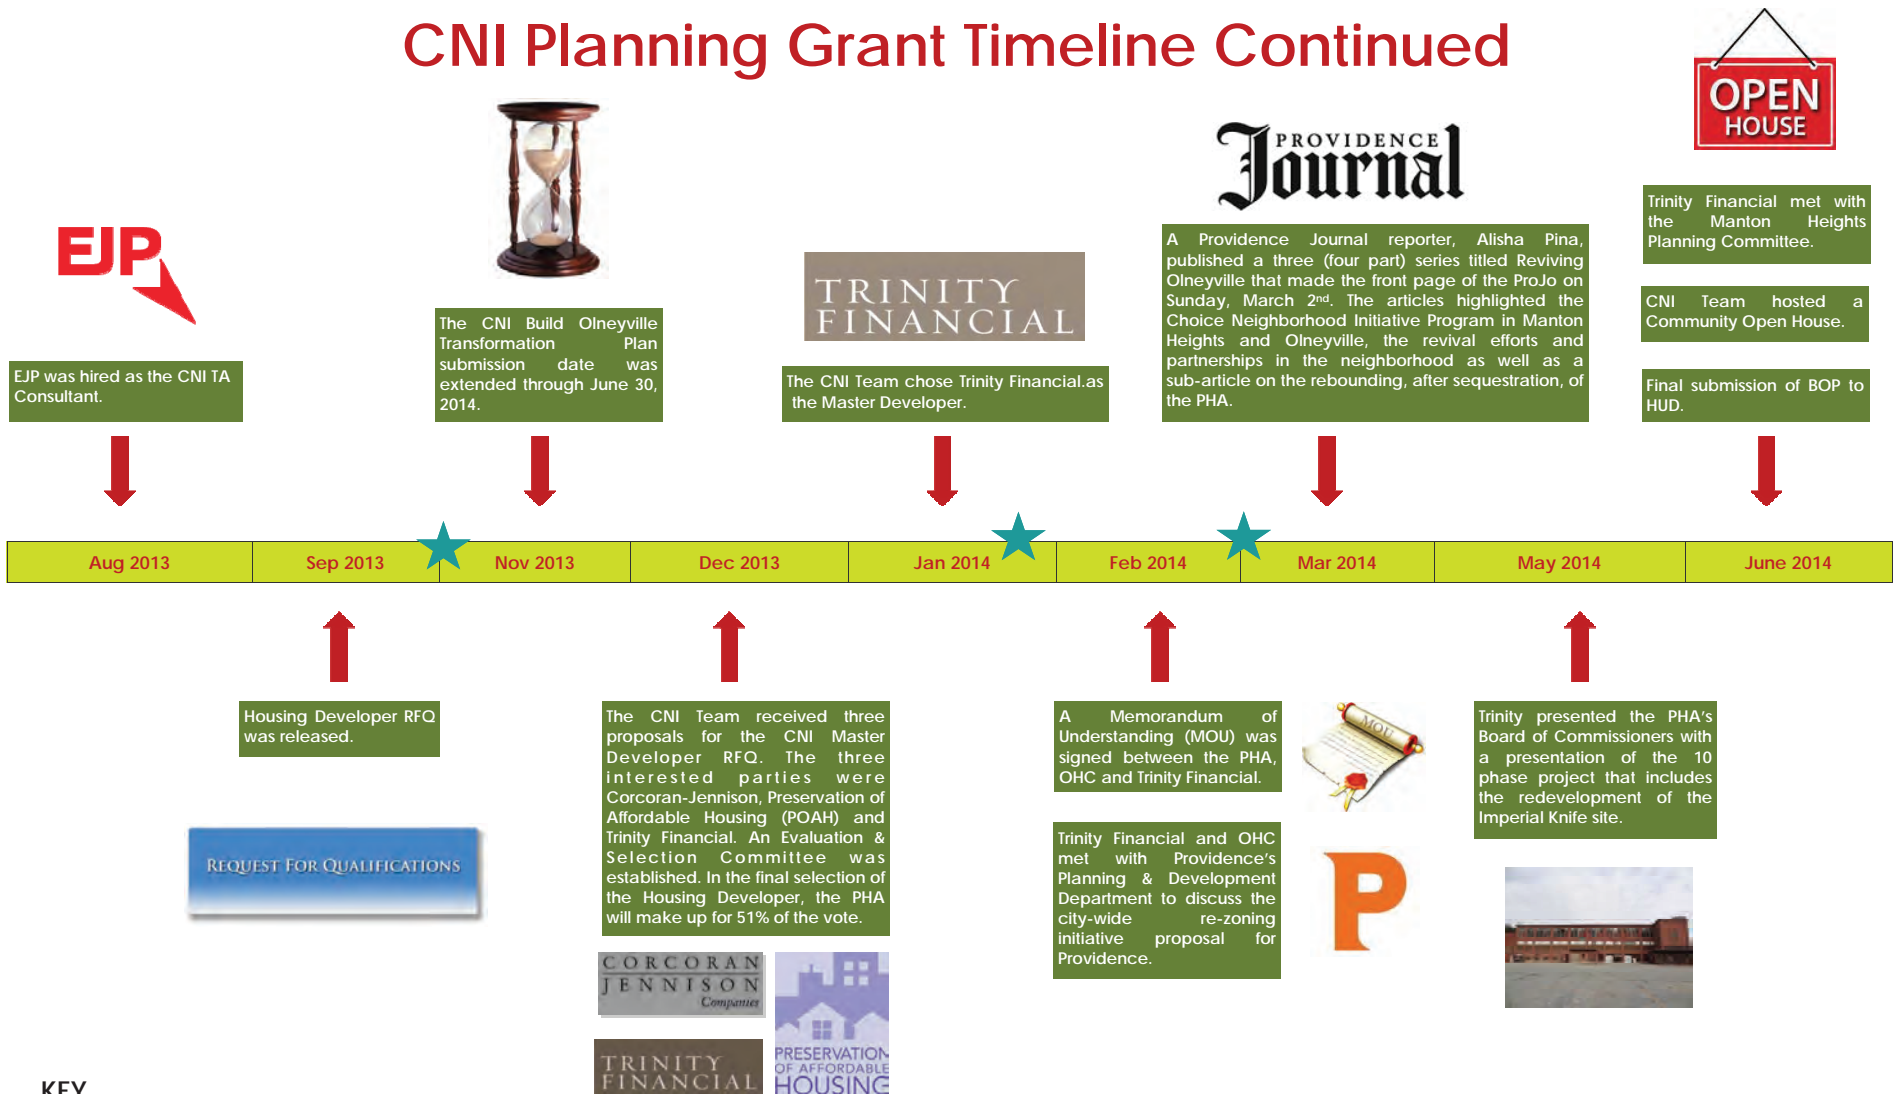 CNI Planning Grant Timeline Continued
OPEN
HOUSE
PROVIDENCE
Journal
EJP
TRINITY
FINANCIAL
EJP was hired as the CNI TA
Consultant.
The CNI Build Olneyville
Transformation Plan
submission date was
extended through June 30,
2014.
The CNI Team chose Trinity Financial.as
the Master Developer.
A Providence Journal reporter, Alisha Pina,
published a three (four part) series titled Reviving
Olneyville that made the front page of the ProJo on
Sunday, March 2nd. The articles highlighted the
Choice Neighborhood Initiative Program in Manton
Heights and Olneyville, the revival efforts and
partnerships in the neighborhood as well as a
sub-article on the rebounding, after sequestration, of
the PHA.
Trinity Financial met with
the Manton Heights
Planning Committee.
CNI Team hosted a
Community Open House.
Final submission of BOP to
HUD.
Aug 2013
Sep 2013
Nov 2013
Dec 2013
Jan 2014
Feb 2014
Mar 2014
May 2014
June 2014
Housing Developer RFQ
was released.
REQUEST FOR QUALIFICATIONS
The CNI Team received three
proposals for the CNI Master
Developer RFQ. The three
interested parties were
Corcoran-Jennison, Preservation of
Affordable Housing (POAH) and
Trinity Financial. An Evaluation &
Selection Committee was
established. In the final selection of
the Housing Developer, the PHA
will make up for 51% of the vote.
CORCORAN
JENNISON
Companies
TRINITY
FINANCIAL
PRESERVATION
OF AFFORDABLE
HOUSING
A Memorandum of
Understanding (MOU) was
signed between the PHA,
OHC and Trinity Financial.
MOU
Trinity Financial and OHC
met with Providence's
Planning & Development
Department to discuss the
city-wide re-zoning
initiative proposal for
Providence.
P
Trinity presented the PHA's
Board of Commissioners with
a presentation of the 10
phase project that includes
the redevelopment of the
Imperial Knife site.
KEY